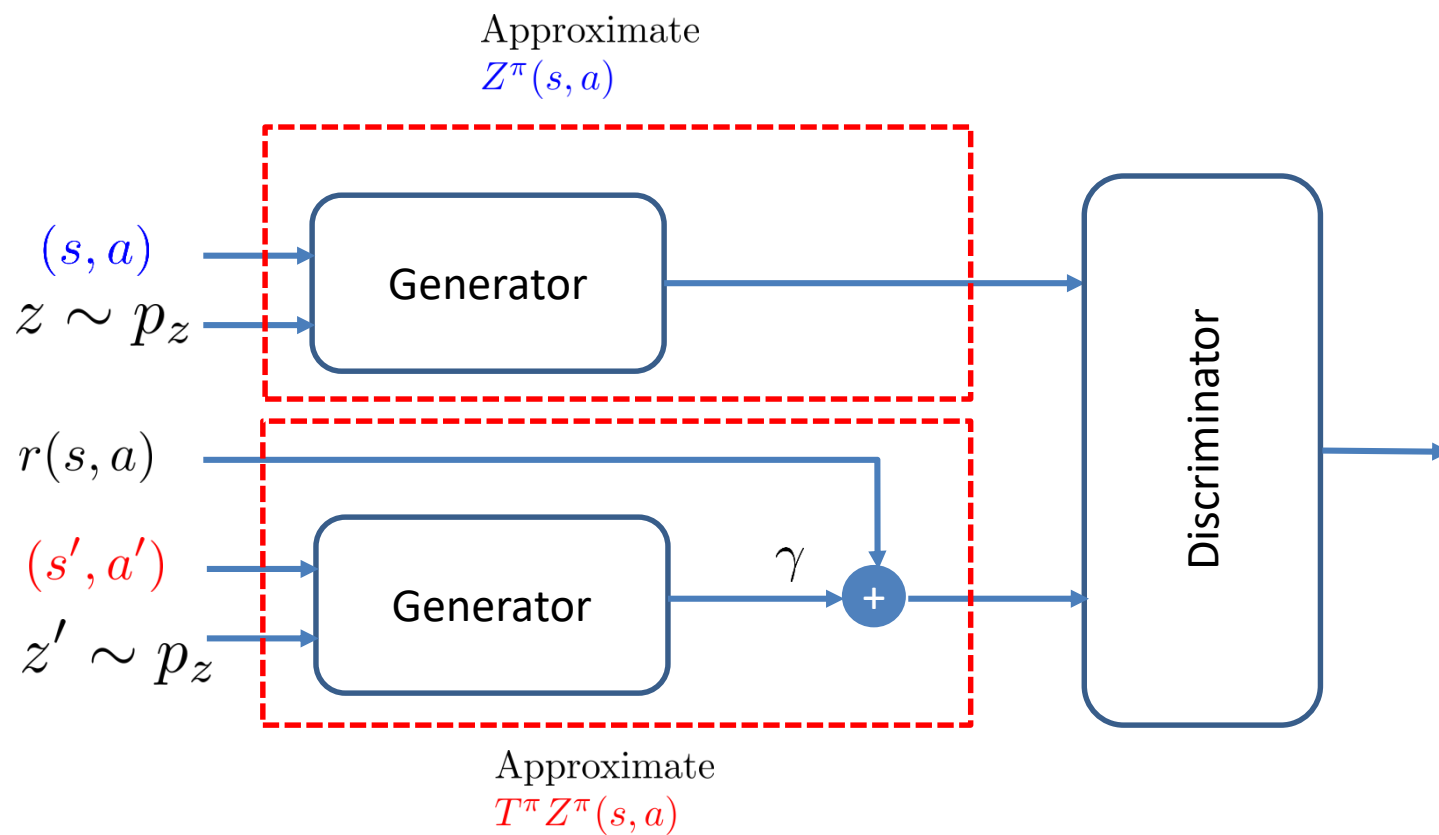 Approximate
Z^π(s, a)
(s, a)
z ∼ p_z
Generator
r(s, a)
(s′, a′)
z′ ∼ p_z
Generator
γ
+
Discriminator
Approximate
T^π Z^π(s, a)